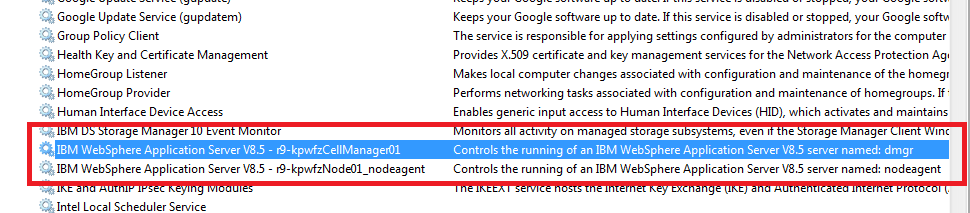 Google Update Service (gupdate) Keeps your Google software up to date. If this service is disabled or stopped, your Google softw
Google Update Service (gupdatem) Keeps your Google software up to date. If this service is disabled or stopped, your Google softw
Group Policy Client The service is responsible for applying settings configured by administrators for the computer
Health Key and Certificate Management Provides X.509 certificate and key management services for the Network Access Protection Age
HomeGroup Listener Makes local computer changes associated with configuration and maintenance of the homegr
HomeGroup Provider Performs networking tasks associated with configuration and maintenance of homegroups. If
Human Interface Device Access Enables generic input access to Human Interface Devices (HID), which activates and maintains
IBM DS Storage Manager 10 Event Monitor Monitors all activity on managed storage subsystems, even if the Storage Manager Client Winc
IBM WebSphere Application Server V8.5 - r9-kpwfzCellManager01 Controls the running of an IBM WebSphere Application Server V8.5 server named: dmgr
IBM WebSphere Application Server V8.5 - r9-kpwfzNode01_nodeagent Controls the running of an IBM WebSphere Application Server V8.5 server named: nodeagent
IKE and AuthIP IPsec Keying Modules The IKEEXT service hosts the Internet Key Exchange (IKE) and Authenticated Internet Protocol (
Intel Local Scheduler Service